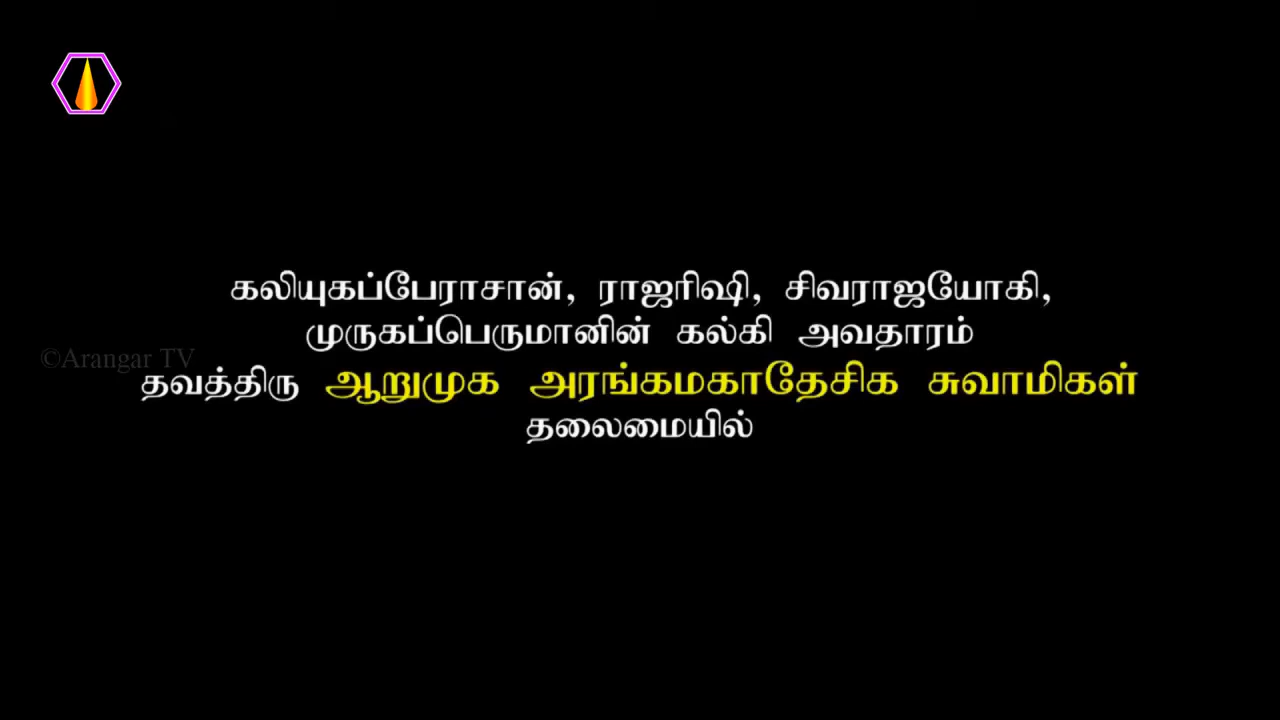 கலியுகப்பேராசான், ராஜரிஷி, சிவராஜயோகி,
முருகப்பெருமானின் கல்கி அவதாரம்
©Arangar TV
தவத்திரு ஆறுமுக அரங்கமகாதேசிக சுவாமிகள்
தலைமையில்